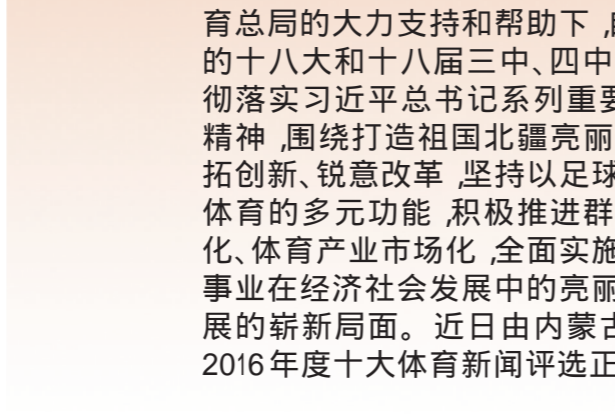 育总局的大力支持和帮助下,
的十八大和十八届三中、四中
彻落实习近平总书记系列重要
精神,围绕打造祖国北疆亮丽
拓创新、锐意改革,坚持以足球
体育的多元功能,积极推进群
化、体育产业市场化,全面实施
事业在经济社会发展中的亮丽
展的崭新局面。近日由内蒙古
2016年度十大体育新闻评选正